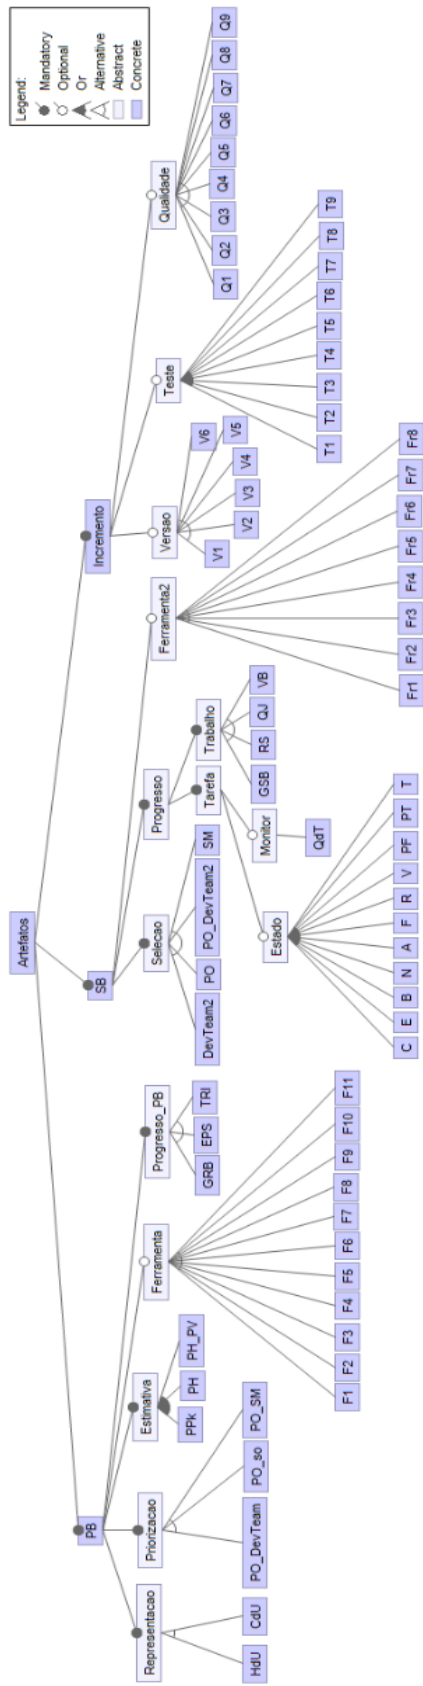 Legend:
Mandatory
Optional
Or
Alternative
Abstract
Concrete
Artefatos
PB
SB
Incremento
Representacao
Priorizacao
Estimativa
Ferramenta
Progresso_PB
Selecao
Progresso
Ferramenta2
Versao
Teste
Qualidade
HdU
CdU
PO_DevTeam
PO_so
PO_SM
PPk
PH
PH_PV
F1
F2
F3
F4
F5
F6
F7
F8
F9
F10
F11
GRB
EPS
TRI
DevTeam2
PO
PO_DevTeam2
SM
Tarefa
Trabalho
Estado
Monitor
C
E
B
N
A
F
R
V
PF
PT
T
QdT
GSB
RS
QJ
VB
Fr1
Fr2
Fr3
Fr4
Fr5
Fr6
Fr7
Fr8
V1
V2
V3
V4
V5
V6
T1
T2
T3
T4
T5
T6
T7
T8
T9
Q1
Q2
Q3
Q4
Q5
Q6
Q7
Q8
Q9